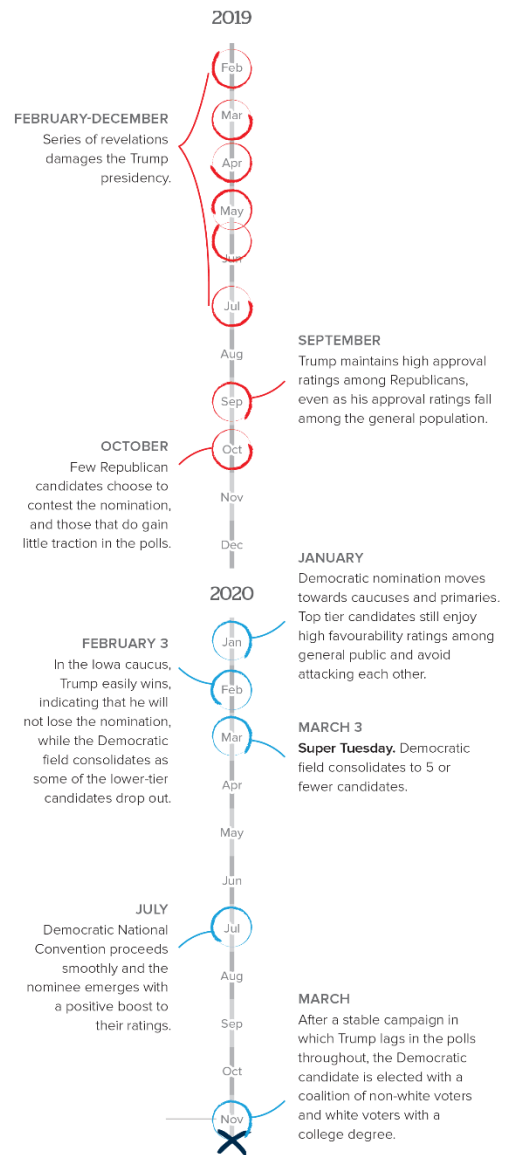 2019
Feb
Mar
FEBRUARY-DECEMBER
Series of revelations
damages the Trump
presidency.
Apr
May
Jun
Jul
SEPTEMBER
Trump maintains high approval
ratings among Republicans,
even as his approval ratings fall
among the general population.
Aug
Sep
OCTOBER
Few Republican
candidates choose to
contest the nomination,
and those that do gain
little traction in the polls.
Oct
Nov
Dec
2020
JANUARY
Democratic nomination moves
towards caucuses and primaries.
Top tier candidates still enjoy
high favourability ratings among
general public and avoid
attacking each other.
Jan
FEBRUARY 3
In the Iowa caucus,
Trump easily wins,
indicating that he will
not lose the nomination,
while the Democratic
field consolidates as
some of the lower-tier
candidates drop out.
Feb
MARCH 3
Super Tuesday. Democratic
field consolidates to 5 or
fewer candidates.
Mar
Apr
May
Jun
JULY
Democratic National
Convention proceeds
smoothly and the
nominee emerges with
a positive boost to
their ratings.
Jul
Aug
Sep
Oct
MARCH
After a stable campaign in
which Trump lags in the polls
throughout, the Democratic
candidate is elected with a
coalition of non-white voters
and white voters with a
college degree.
Nov